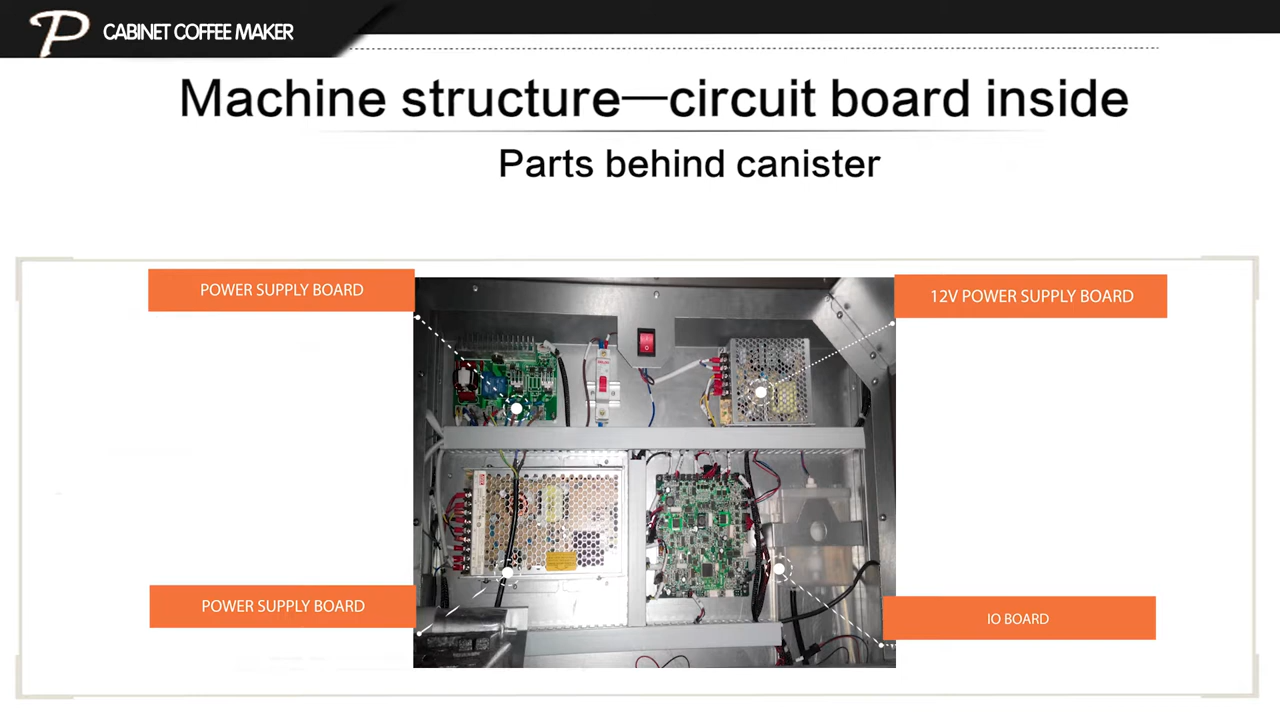 P CABINET COFFEE MAKER
Machine structure—circuit board inside
Parts behind canister
POWER SUPPLY BOARD
12V POWER SUPPLY BOARD
POWER SUPPLY BOARD
IO BOARD